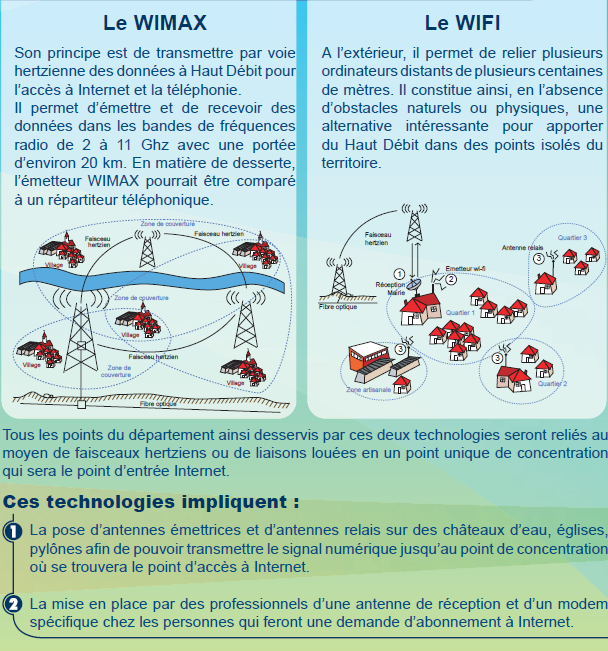 Le WIMAX
Son principe est de transmettre par voie
hertzienne des données à Haut Débit pour
l'accès à Internet et la téléphonie.
Il permet d'émettre et de recevoir des
données dans les bandes de fréquences
radio de 2 à 11 Ghz avec une portée
d'environ 20 km. En matière de desserte,
l'émetteur WIMAX pourrait être comparé
à un répartiteur téléphonique.
Zone de couverture
Faisceau
hertzien
Faisceau hertzien
Village
Village
Zone de couverture
Village
Village
Faisceau hertzien
Zone de
couverture
Village
Fibre optique
Le WIFI
A l'extérieur, il permet de relier plusieurs
ordinateurs distants de plusieurs centaines
de mètres. Il constitue ainsi, en l'absence
d'obstacles naturels ou physiques, une
alternative intéressante pour apporter
du Haut Débit dans des points isolés du
territoire.
Faisceau
hertzien
Quartier 3
Antenne relais
3
1
Emetteur wi-fi
2
Réception
Mairie
Fibre optique
Quartier 1
3
3
Zone artisanale
Quartier 2
Tous les points du département ainsi desservis par ces deux technologies seront reliés au
moyen de faisceaux hertziens ou de liaisons louées en un point unique de concentration
qui sera le point d'entrée Internet.
Ces technologies impliquent :
1 La pose d'antennes émettrices et d'antennes relais sur des châteaux d'eau, églises,
pylônes afin de pouvoir transmettre le signal numérique jusqu'au point de concentration
où se trouvera le point d'accès à Internet.
2 La mise en place par des professionnels d'une antenne de réception et d'un modem
spécifique chez les personnes qui feront une demande d'abonnement à Internet.